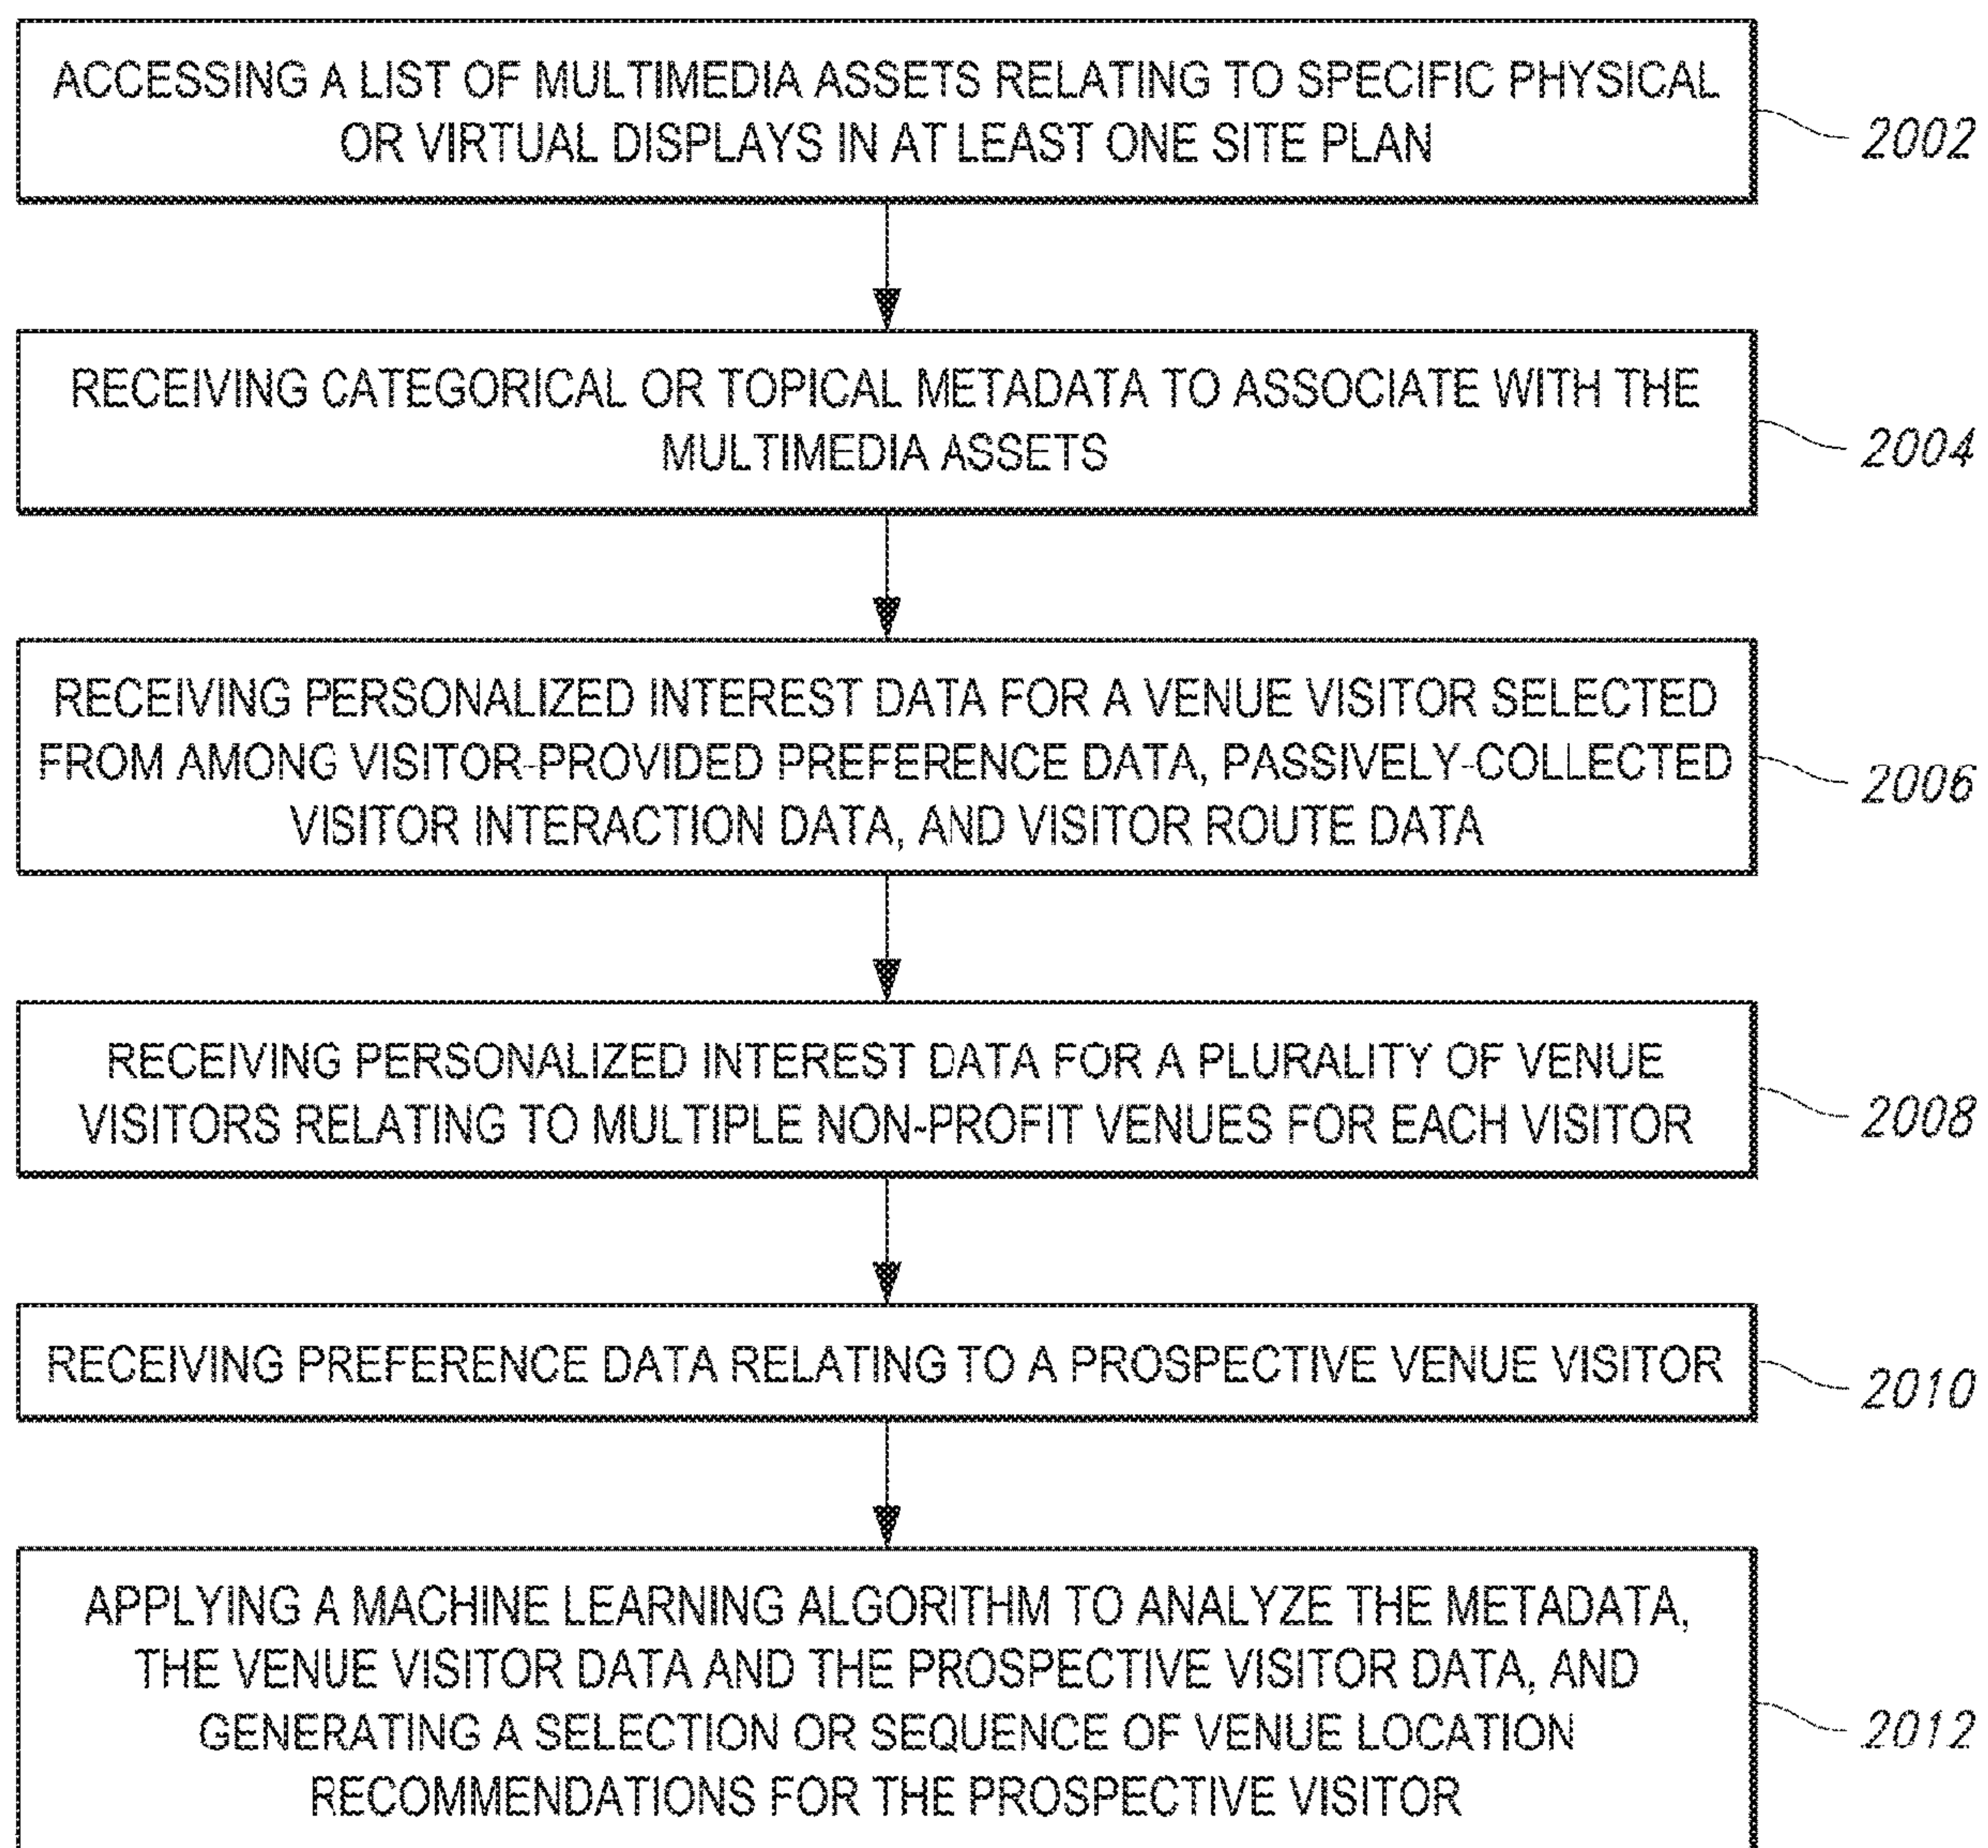 ACCESSING A LIST OF MULTIMEDIA ASSETS RELATING TO SPECIFIC PHYSICAL
OR VIRTUAL DISPLAYS IN AT LEAST ONE SITE PLAN
2002
RECEIVING CATEGORICAL OR TOPICAL METADATA TO ASSOCIATE WITH THE
MULTIMEDIA ASSETS
2004
RECEIVING PERSONALIZED INTEREST DATA FOR A VENUE VISITOR SELECTED
FROM AMONG VISITOR-PROVIDED PREFERENCE DATA, PASSIVELY-COLLECTED
VISITOR INTERACTION DATA, AND VISITOR ROUTE DATA
2006
RECEIVING PERSONALIZED INTEREST DATA FOR A PLURALITY OF VENUE
VISITORS RELATING TO MULTIPLE NON-PROFIT VENUES FOR EACH VISITOR
2008
RECEIVING PREFERENCE DATA RELATING TO A PROSPECTIVE VENUE VISITOR
2010
APPLYING A MACHINE LEARNING ALGORITHM TO ANALYZE THE METADATA,
THE VENUE VISITOR DATA AND THE PROSPECTIVE VISITOR DATA, AND
GENERATING A SELECTION OR SEQUENCE OF VENUE LOCATION
RECOMMENDATIONS FOR THE PROSPECTIVE VISITOR
2012